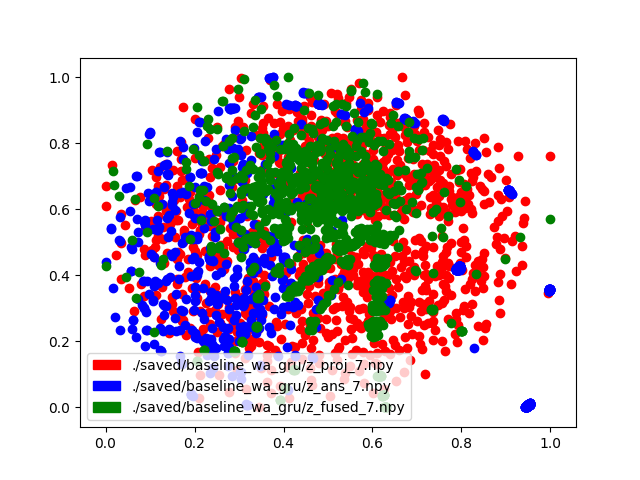 1.0
0.8
0.6
0.4
0.2
0.0
./saved/baseline_wa_gru/z_proj_7.npy
./saved/baseline_wa_gru/z_ans_7.npy
./saved/baseline_wa_gru/z_fused_7.npy
0.0 0.2 0.4 0.6 0.8 1.0